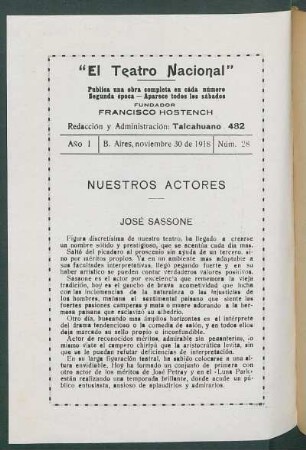 "El Teatro Nacional"
Publica una obra completa en cada número
Segunda época — Aparece todos los sábados
FUNDADOR
FRANCISCO HOSTENCH
Redacción y Administración: Talcahuano 482
Año I | B. Aires, noviembre 30 de 1918 | Núm. 28
NUESTROS ACTORES
JOSÉ SASSONE
Figura discretísima de nuestro teatro, ha llegado a crearse
un nombre sólido y prestigioso, que se acentúa cada día más.
Saltó del picadero al proscenio sin ayuda de un tercero, si-
no por méritos propios. Ya en un ambiente más adaptable a
sus facultades interpretativas, llegó pisando fuerte y en su
haber artístico se pueden contar verdaderos valores positivos.
Sassone es el actor por excelencia que rememora la vieja
tradición, hoy es el gaucho de brava acometividad que lucha
con las inclemencias de la naturaleza o las injusticias de
los hombres, mañana el sentimental paisano que siente las
fuertes pasiones camperas y mata o muere adorando a la her-
mosa paisana que esclavizó su albedrío.
Otro día, buscando más amplios horizontes es el intérprete
del drama tendencioso o la comedia de salón, y en todos ellos
deja marcado su sello propio e inconfundible.
Actor de reconocidos méritos, admirable sin
mismo viste el campero chiripá que la aristocrática levita, sin
que se le puedan refutar deficiencias de interpretación.
En su larga figuración teatral, ha sabido colocarse a una al-
tura envidiable. Hoy ha formado un conjunto de primera con
otro actor de los méritos de José Petray y en el «Luna Park»
están realizando una temporada brillante, donde acude un pú-
blico entusiasta, ansioso de aplaudirlos y admirarlos.